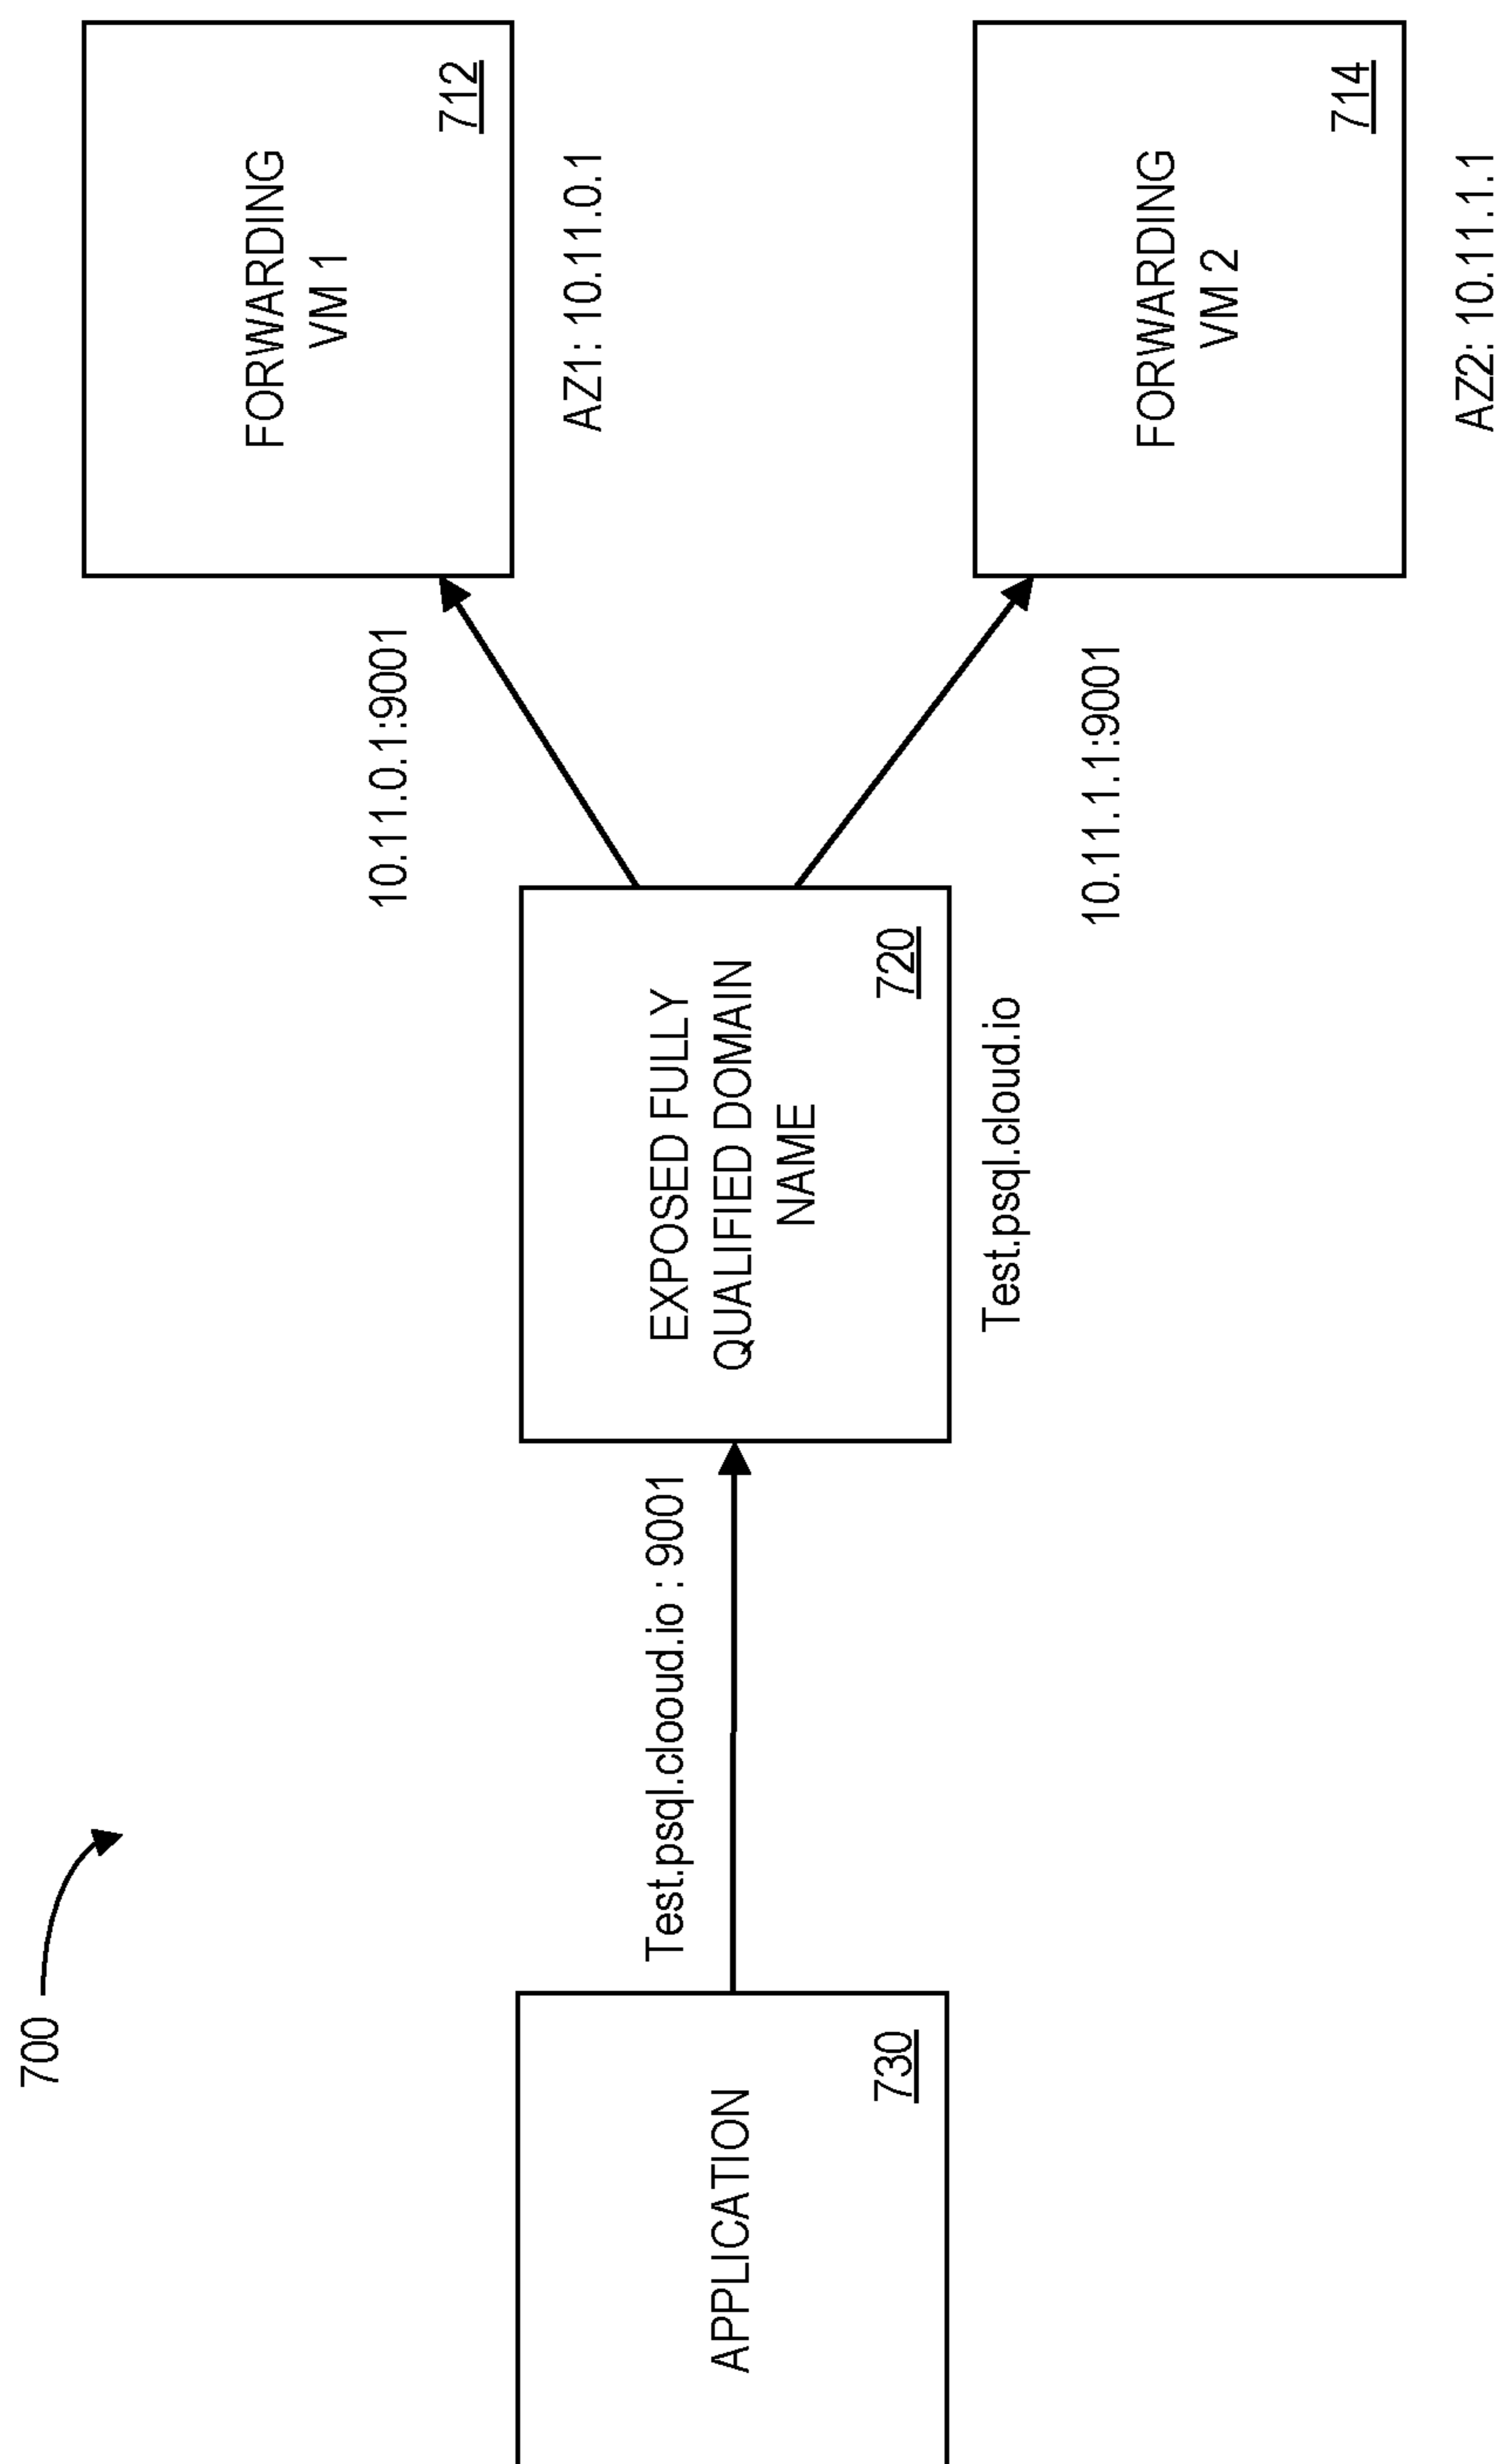 700
APPLICATION
730
Test.psql.clooud.io : 9001
EXPOSED FULLY
QUALIFIED DOMAIN
NAME
720
Test.psql.cloud.io
10.11.0.1:9001
10.11.1.1:9001
FORWARDING
VM 1
712
AZ1: 10.11.0.1
FORWARDING
VM 2
714
AZ2: 10.11.1.1